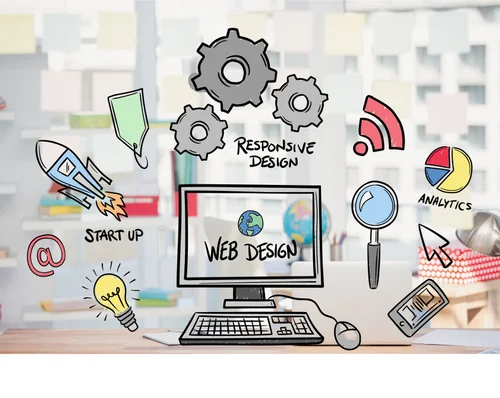 RESPONSIVE
DESIGN
ANALYTICS
START UP
WEB DESIGN
@